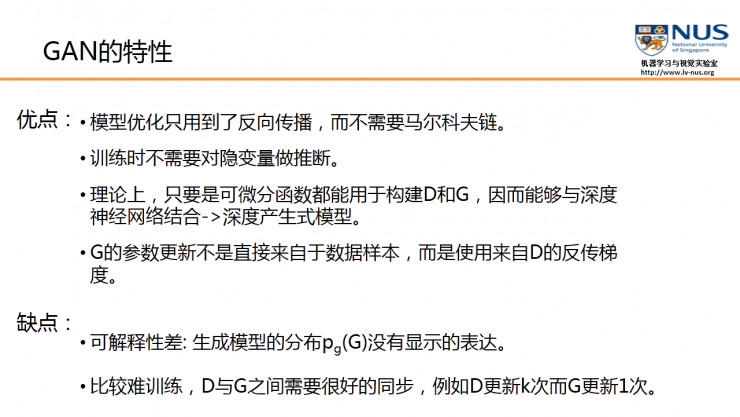 GAN的特性
NUS
National University
of Singapore
机器学习与视觉实验室
http://www.lv-nus.org
优点：
• 模型优化只用到了反向传播，而不需要马尔科夫链。
• 训练时不需要对隐变量做推断。
• 理论上，只要是可微分函数都能用于构建D和G，因而能够与深度
神经网络结合->深度产生式模型。
• G的参数更新不是直接来自于数据样本，而是使用来自D的反传梯
度。
缺点：
• 可解释性差: 生成模型的分布pg(G)没有显示的表达。
• 比较难训练，D与G之间需要很好的同步，例如D更新k次而G更新1次。